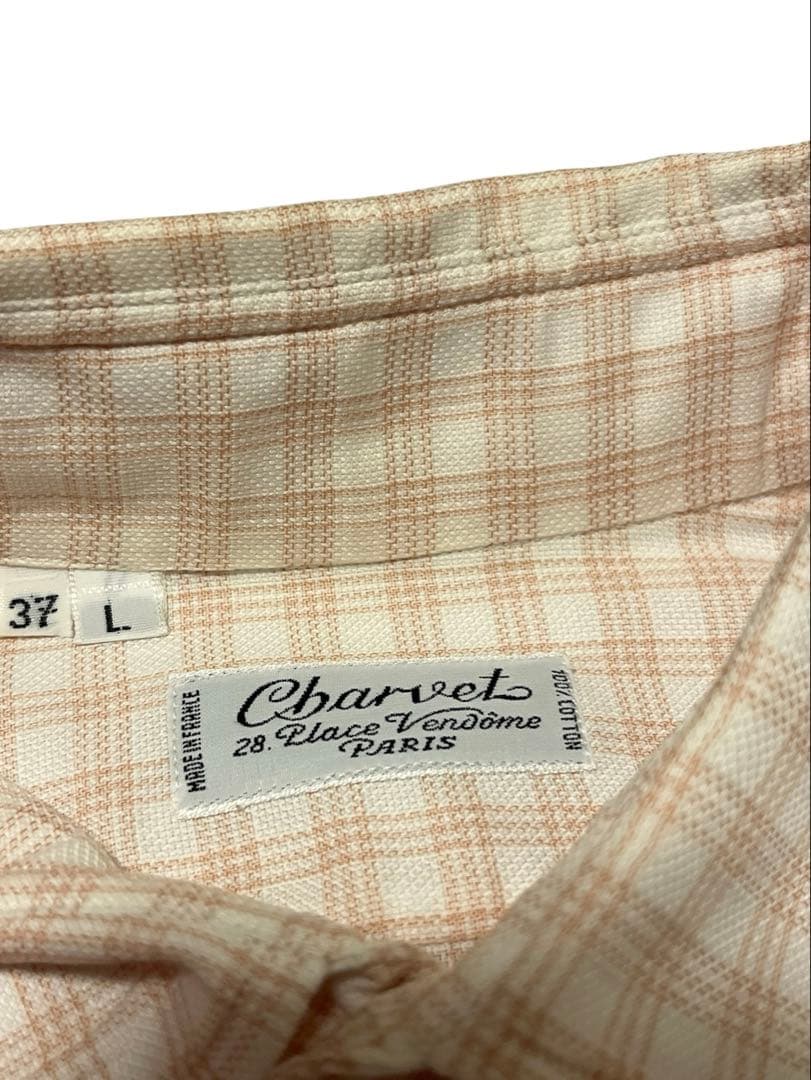 37
L
MADE IN FRANCE
Charvet
28. Place Vendôme
PARIS
100% COTTON